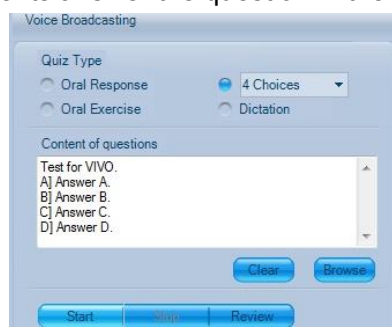 Voice Broadcasting
Quiz Type
Oral Response
4 Choices
Oral Exercise
Dictation
Content of questions
Test for VIVO.
A] Answer A.
B] Answer B.
C] Answer C.
D] Answer D.
Clear
Browse
Start
Stop
Review